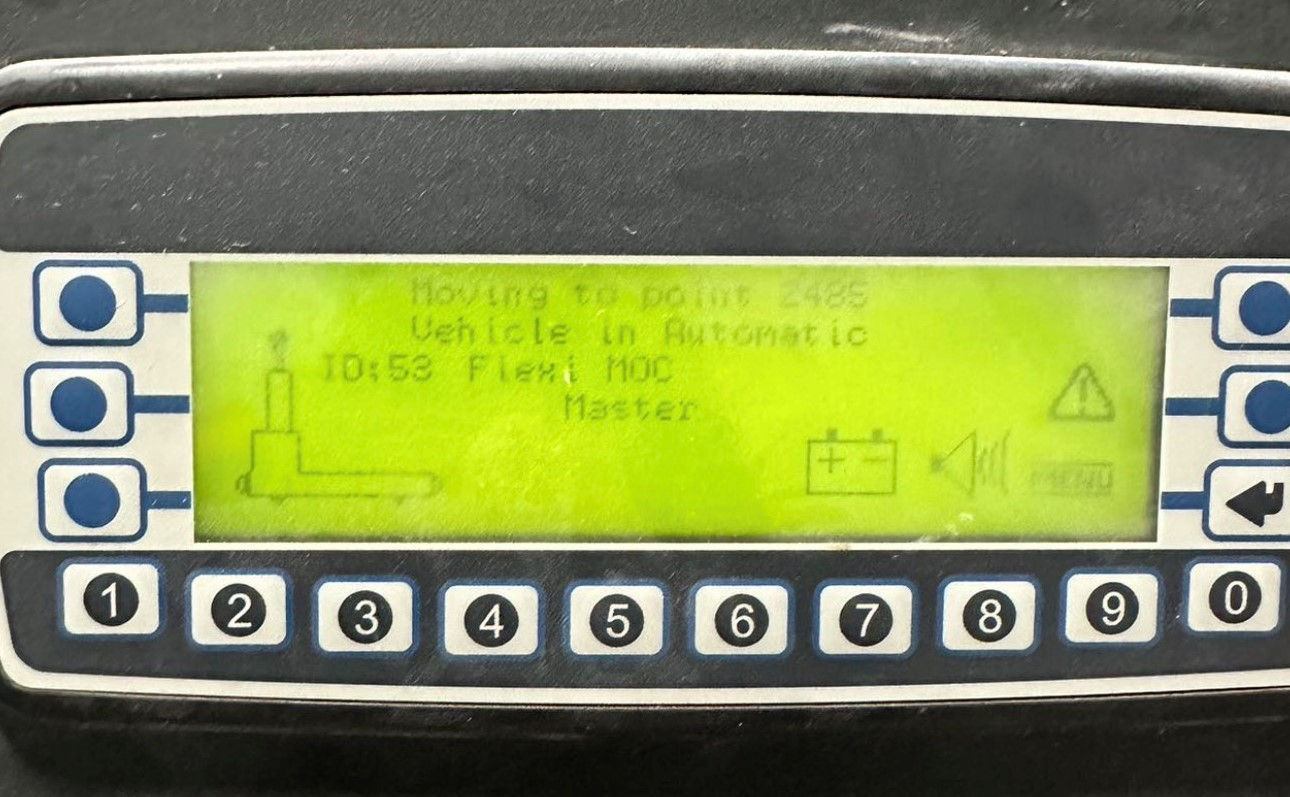 Moving to point 2485
Vehicle in Automatic
ID:53 Flexi MOC
Master
MENU
1 2 3 4 5 6 7 8 9 0